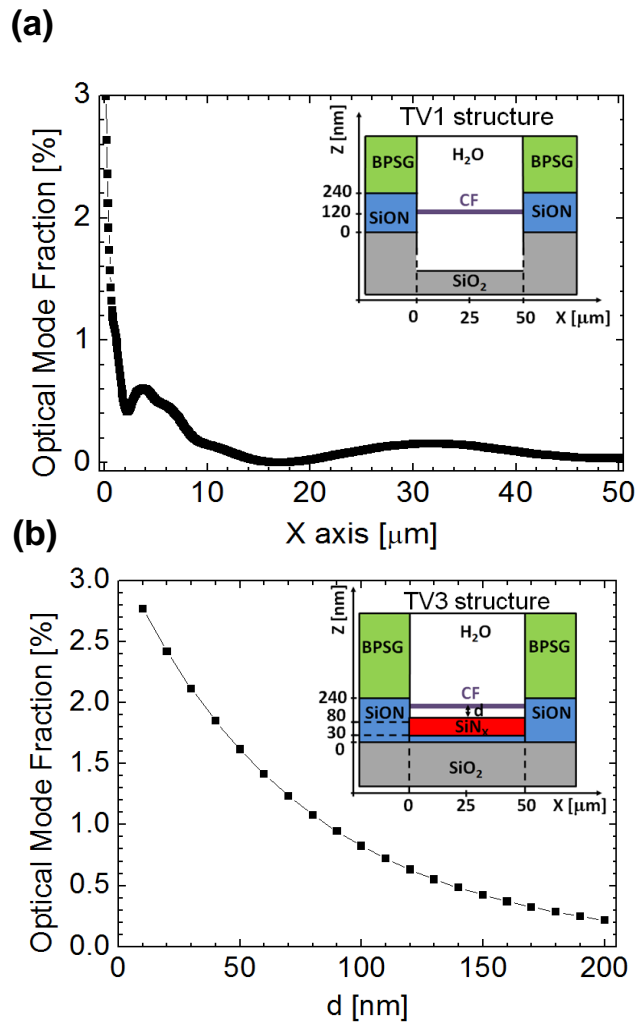 (a)
Optical Mode Fraction [%]
3
2
1
0
0 10 20 30 40 50
X axis [μm]
TV1 structure
Z [nm]
BPSG H₂O BPSG
240
CF
120 SiON SiON
0
SiO₂
0 25 50 X [μm]
(b)
Optical Mode Fraction [%]
3.0
2.5
2.0
1.5
1.0
0.5
0.0
0 50 100 150 200
d [nm]
TV3 structure
Z [nm]
H₂O
BPSG BPSG
240 CF
SiON d SiON
80
SiNₓ
30
0
SiO₂
0 25 50 X [μm]